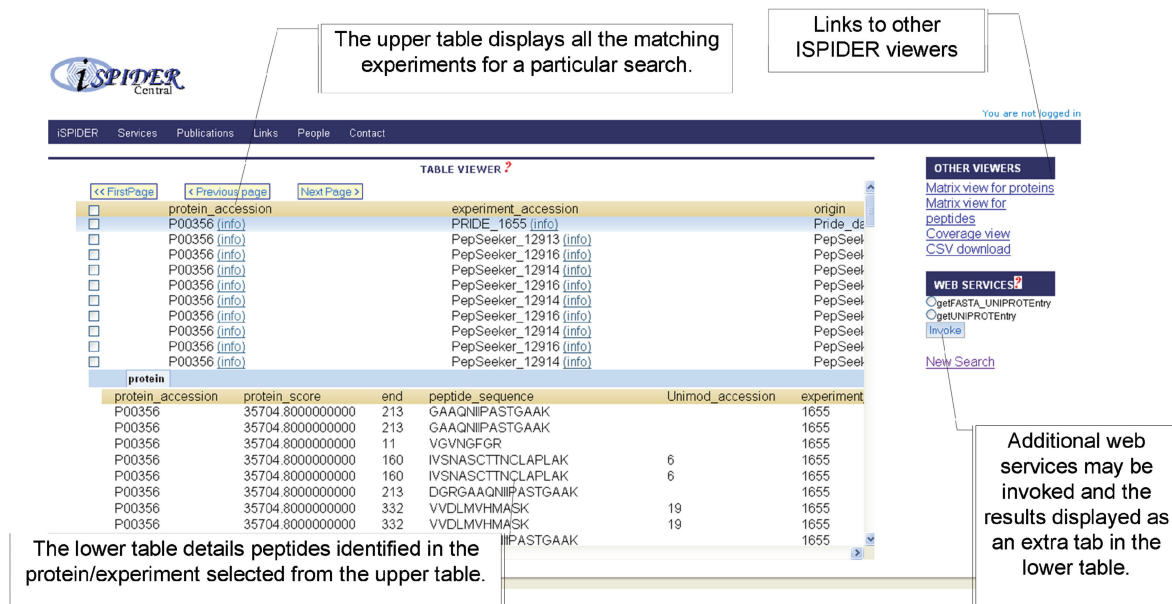 The upper table displays all the matching
experiments for a particular search.
Links to other
ISPIDER viewers
iSPIDER
Central
You are not logged in
iSPIDER Services Publications Links People Contact
TABLE VIEWER ?
<< FirstPage < Previous page Next Page >
protein_accession experiment_accession origin
P00356 (info) PRIDE_1655 (info) Pride_da
P00356 (info) PepSeeker_12913 (info) PepSeek
P00356 (info) PepSeeker_12916 (info) PepSeek
P00356 (info) PepSeeker_12914 (info) PepSeek
P00356 (info) PepSeeker_12916 (info) PepSeek
P00356 (info) PepSeeker_12914 (info) PepSeek
P00356 (info) PepSeeker_12916 (info) PepSeek
P00356 (info) PepSeeker_12914 (info) PepSeek
P00356 (info) PepSeeker_12916 (info) PepSeek
P00356 (info) PepSeeker_12914 (info) PepSeek
protein
protein_accession protein_score end peptide_sequence Unimod_accession experiment
P00356 35704.8000000000 213 GAAQNIIPASTGAAK 1655
P00356 35704.8000000000 213 GAAQNIIPASTGAAK 1655
P00356 35704.8000000000 11 VGVNGFGR 1655
P00356 35704.8000000000 160 IVSNASCTTNCLAPLAK 6 1655
P00356 35704.8000000000 160 IVSNASCTTNCLAPLAK 6 1655
P00356 35704.8000000000 213 DGRGAAQNIIPASTGAAK 1655
P00356 35704.8000000000 332 VVDLMVHMASK 19 1655
P00356 35704.8000000000 332 VVDLMVHMASK 19 1655
IIPASTGAAK 1655
OTHER VIEWERS
Matrix view for proteins
Matrix view for
peptides
Coverage view
CSV download
WEB SERVICES ?
getFASTA_UNIPROTEntry
getUNIPROTEntry
Invoke
New Search
The lower table details peptides identified in the
protein/experiment selected from the upper table.
Additional web
services may be
invoked and the
results displayed as
an extra tab in the
lower table.